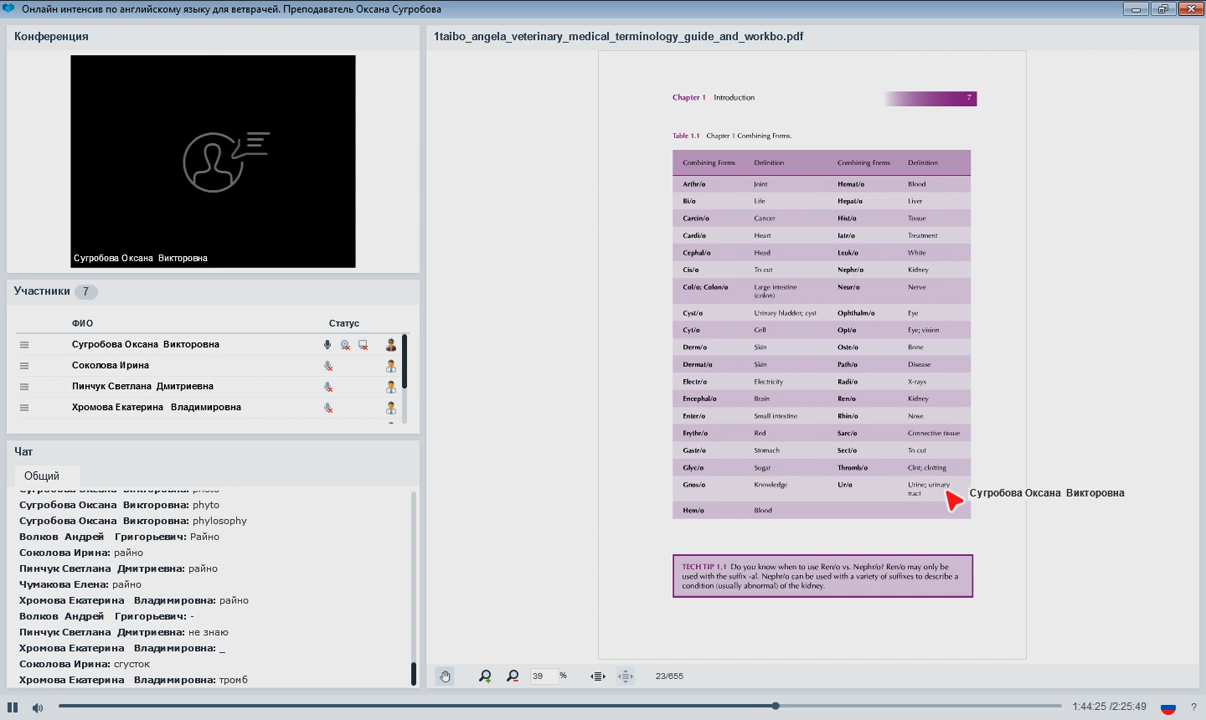 Онлайн интенсив по английскому языку для ветврачей. Преподаватель Оксана Сугробова
Конференция
Сугробова Оксана Викторовна
Участники 7
ФИО Статус
Сугробова Оксана Викторовна
Соколова Ирина
Пинчук Светлана Дмитриевна
Хромова Екатерина Владимировна
Чат
Общий
Сугробова Оксана Викторовна: photo
Сугробова Оксана Викторовна: phyto
Сугробова Оксана Викторовна: phylosophy
Волков Андрей Григорьевич: Райно
Соколова Ирина: райно
Пинчук Светлана Дмитриевна: райно
Чумакова Елена: райно
Хромова Екатерина Владимировна: райно
Волков Андрей Григорьевич: -
Пинчук Светлана Дмитриевна: не знаю
Хромова Екатерина Владимировна: _
Соколова Ирина: сгусток
Хромова Екатерина Владимировна: тромб
1taibo_angela_veterinary_medical_terminology_guide_and_workbo.pdf
Chapter 1 Introduction 7
Table 1.1 Chapter 1 Combining Forms.
Combining Forms Definition Combining Forms Definition
Arthr/o Joint Hemat/o Blood
Bi/o Life Hepat/o Liver
Carcin/o Cancer Hist/o Tissue
Cardi/o Heart Iatr/o Treatment
Cephal/o Head Leuk/o White
Cis/o To cut Nephr/o Kidney
Col/o; Colon/o Large intestine Neur/o Nerve
(colon)
Cyst/o Urinary bladder; cyst Ophthalm/o Eye
Cyt/o Cell Opt/o Eye; vision
Derm/o Skin Oste/o Bone
Dermat/o Skin Path/o Disease
Electr/o Electricity Radi/o X-rays
Encephal/o Brain Ren/o Kidney
Enter/o Small intestine Rhin/o Nose
Erythr/o Red Sarc/o Connective tissue
Gastr/o Stomach Sect/o To cut
Glyc/o Sugar Thromb/o Clot; clotting
Gnos/o Knowledge Ur/o Urine; urinary
tract
Сугробова Оксана Викторовна
Hem/o Blood
TECH TIP 1.1 Do you know when to use Ren/o vs. Nephr/o? Ren/o may only be
used with the suffix -al. Nephr/o can be used with a variety of suffixes to describe a
condition (usually abnormal) of the kidney.
39 % 23/655
1:44:25 /2:25:49 ?